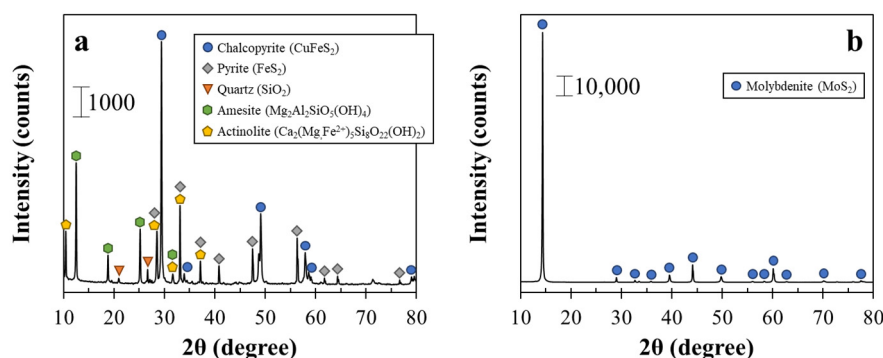 a
Intensity (counts)
1000
Chalcopyrite (CuFeS₂)
Pyrite (FeS₂)
Quartz (SiO₂)
Amesite (Mg₂Al₂SiO₅(OH)₄)
Actinolite (Ca₂(Mg,Fe²⁺)₅Si₈O₂₂(OH)₂)
10 20 30 40 50 60 70 80
2θ (degree)
b
Intensity (counts)
10,000
Molybdenite (MoS₂)
10 20 30 40 50 60 70 80
2θ (degree)